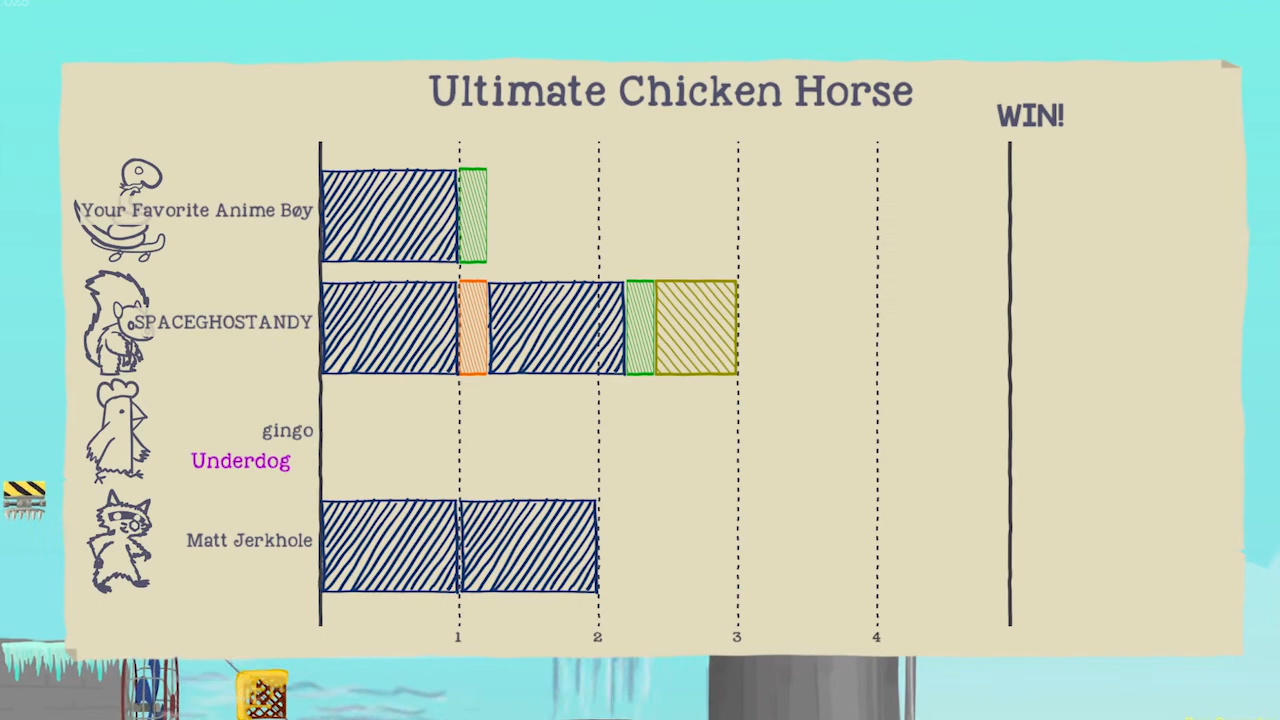 Ultimate Chicken Horse
WIN!
Your Favorite Anime Bøy
SPACEGHOSTANDY
gingo
Underdog
Matt Jerkhole
1 2 3 4